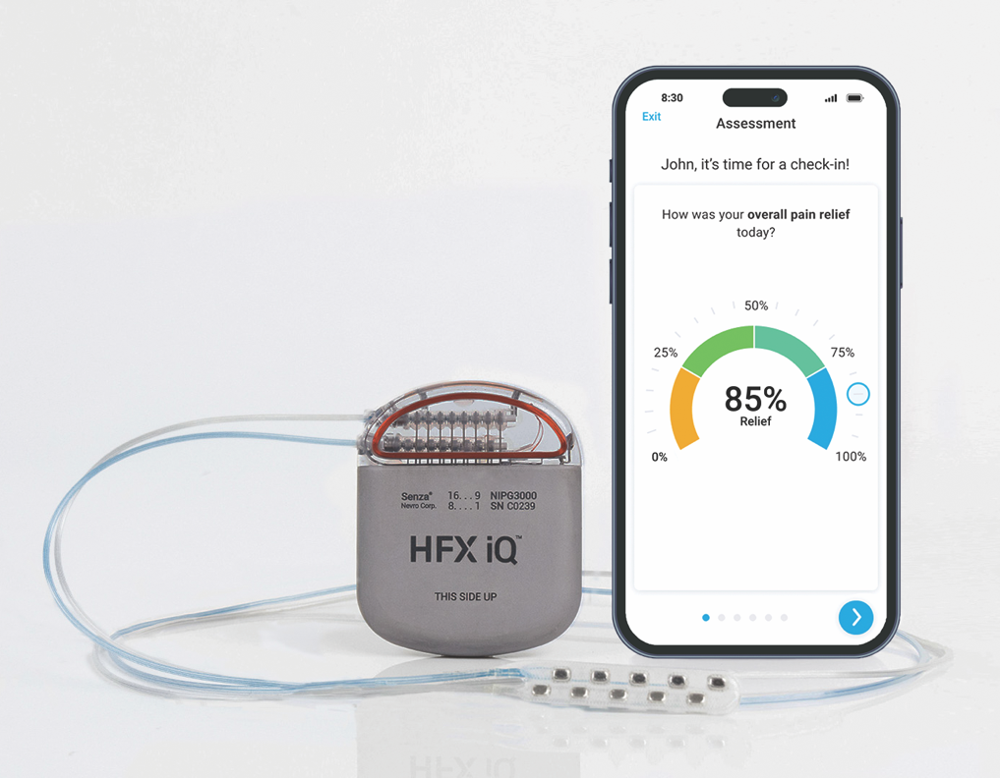 Senza®
Nevro Corp.
16...9
8....1
NIPG3000
SN C0239
HFX iQ™
THIS SIDE UP
8:30
Exit
Assessment
John, it's time for a check-in!
How was your overall pain relief
today?
50%
25%
75%
85%
Relief
0%
100%